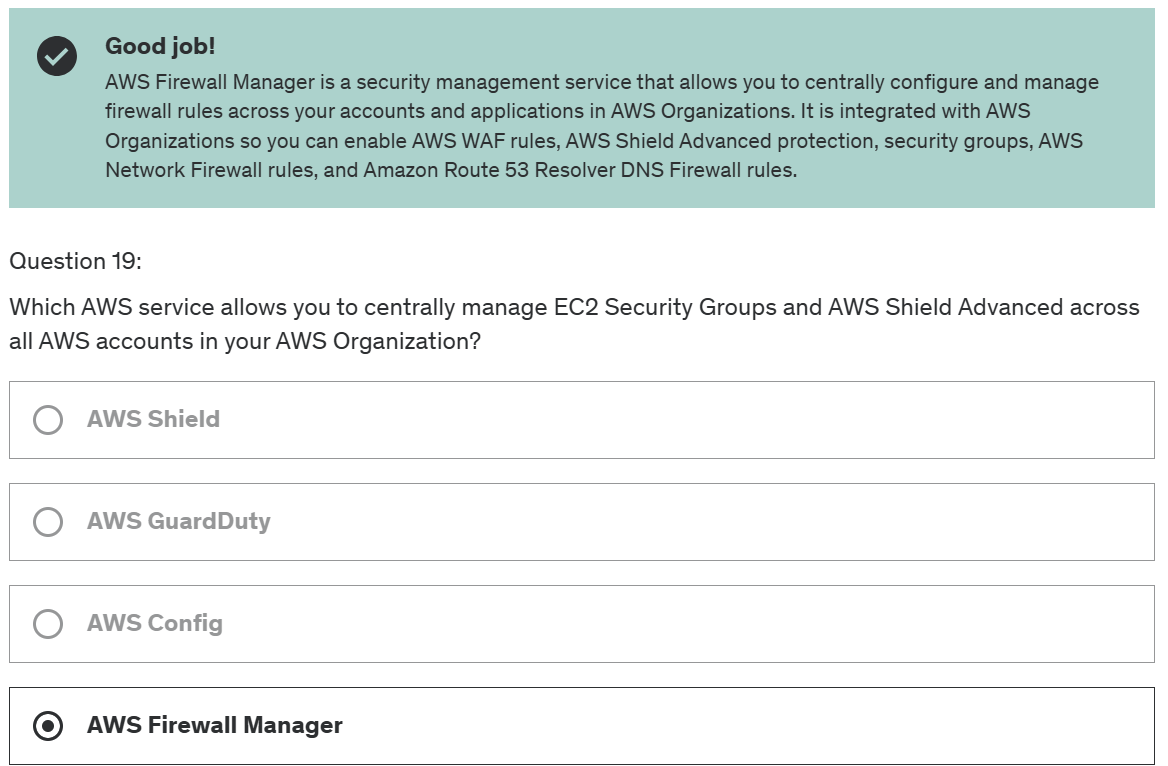 Good job!
AWS Firewall Manager is a security management service that allows you to centrally configure and manage
firewall rules across your accounts and applications in AWS Organizations. It is integrated with AWS
Organizations so you can enable AWS WAF rules, AWS Shield Advanced protection, security groups, AWS
Network Firewall rules, and Amazon Route 53 Resolver DNS Firewall rules.
Question 19:
Which AWS service allows you to centrally manage EC2 Security Groups and AWS Shield Advanced across
all AWS accounts in your AWS Organization?
AWS Shield
AWS GuardDuty
AWS Config
AWS Firewall Manager